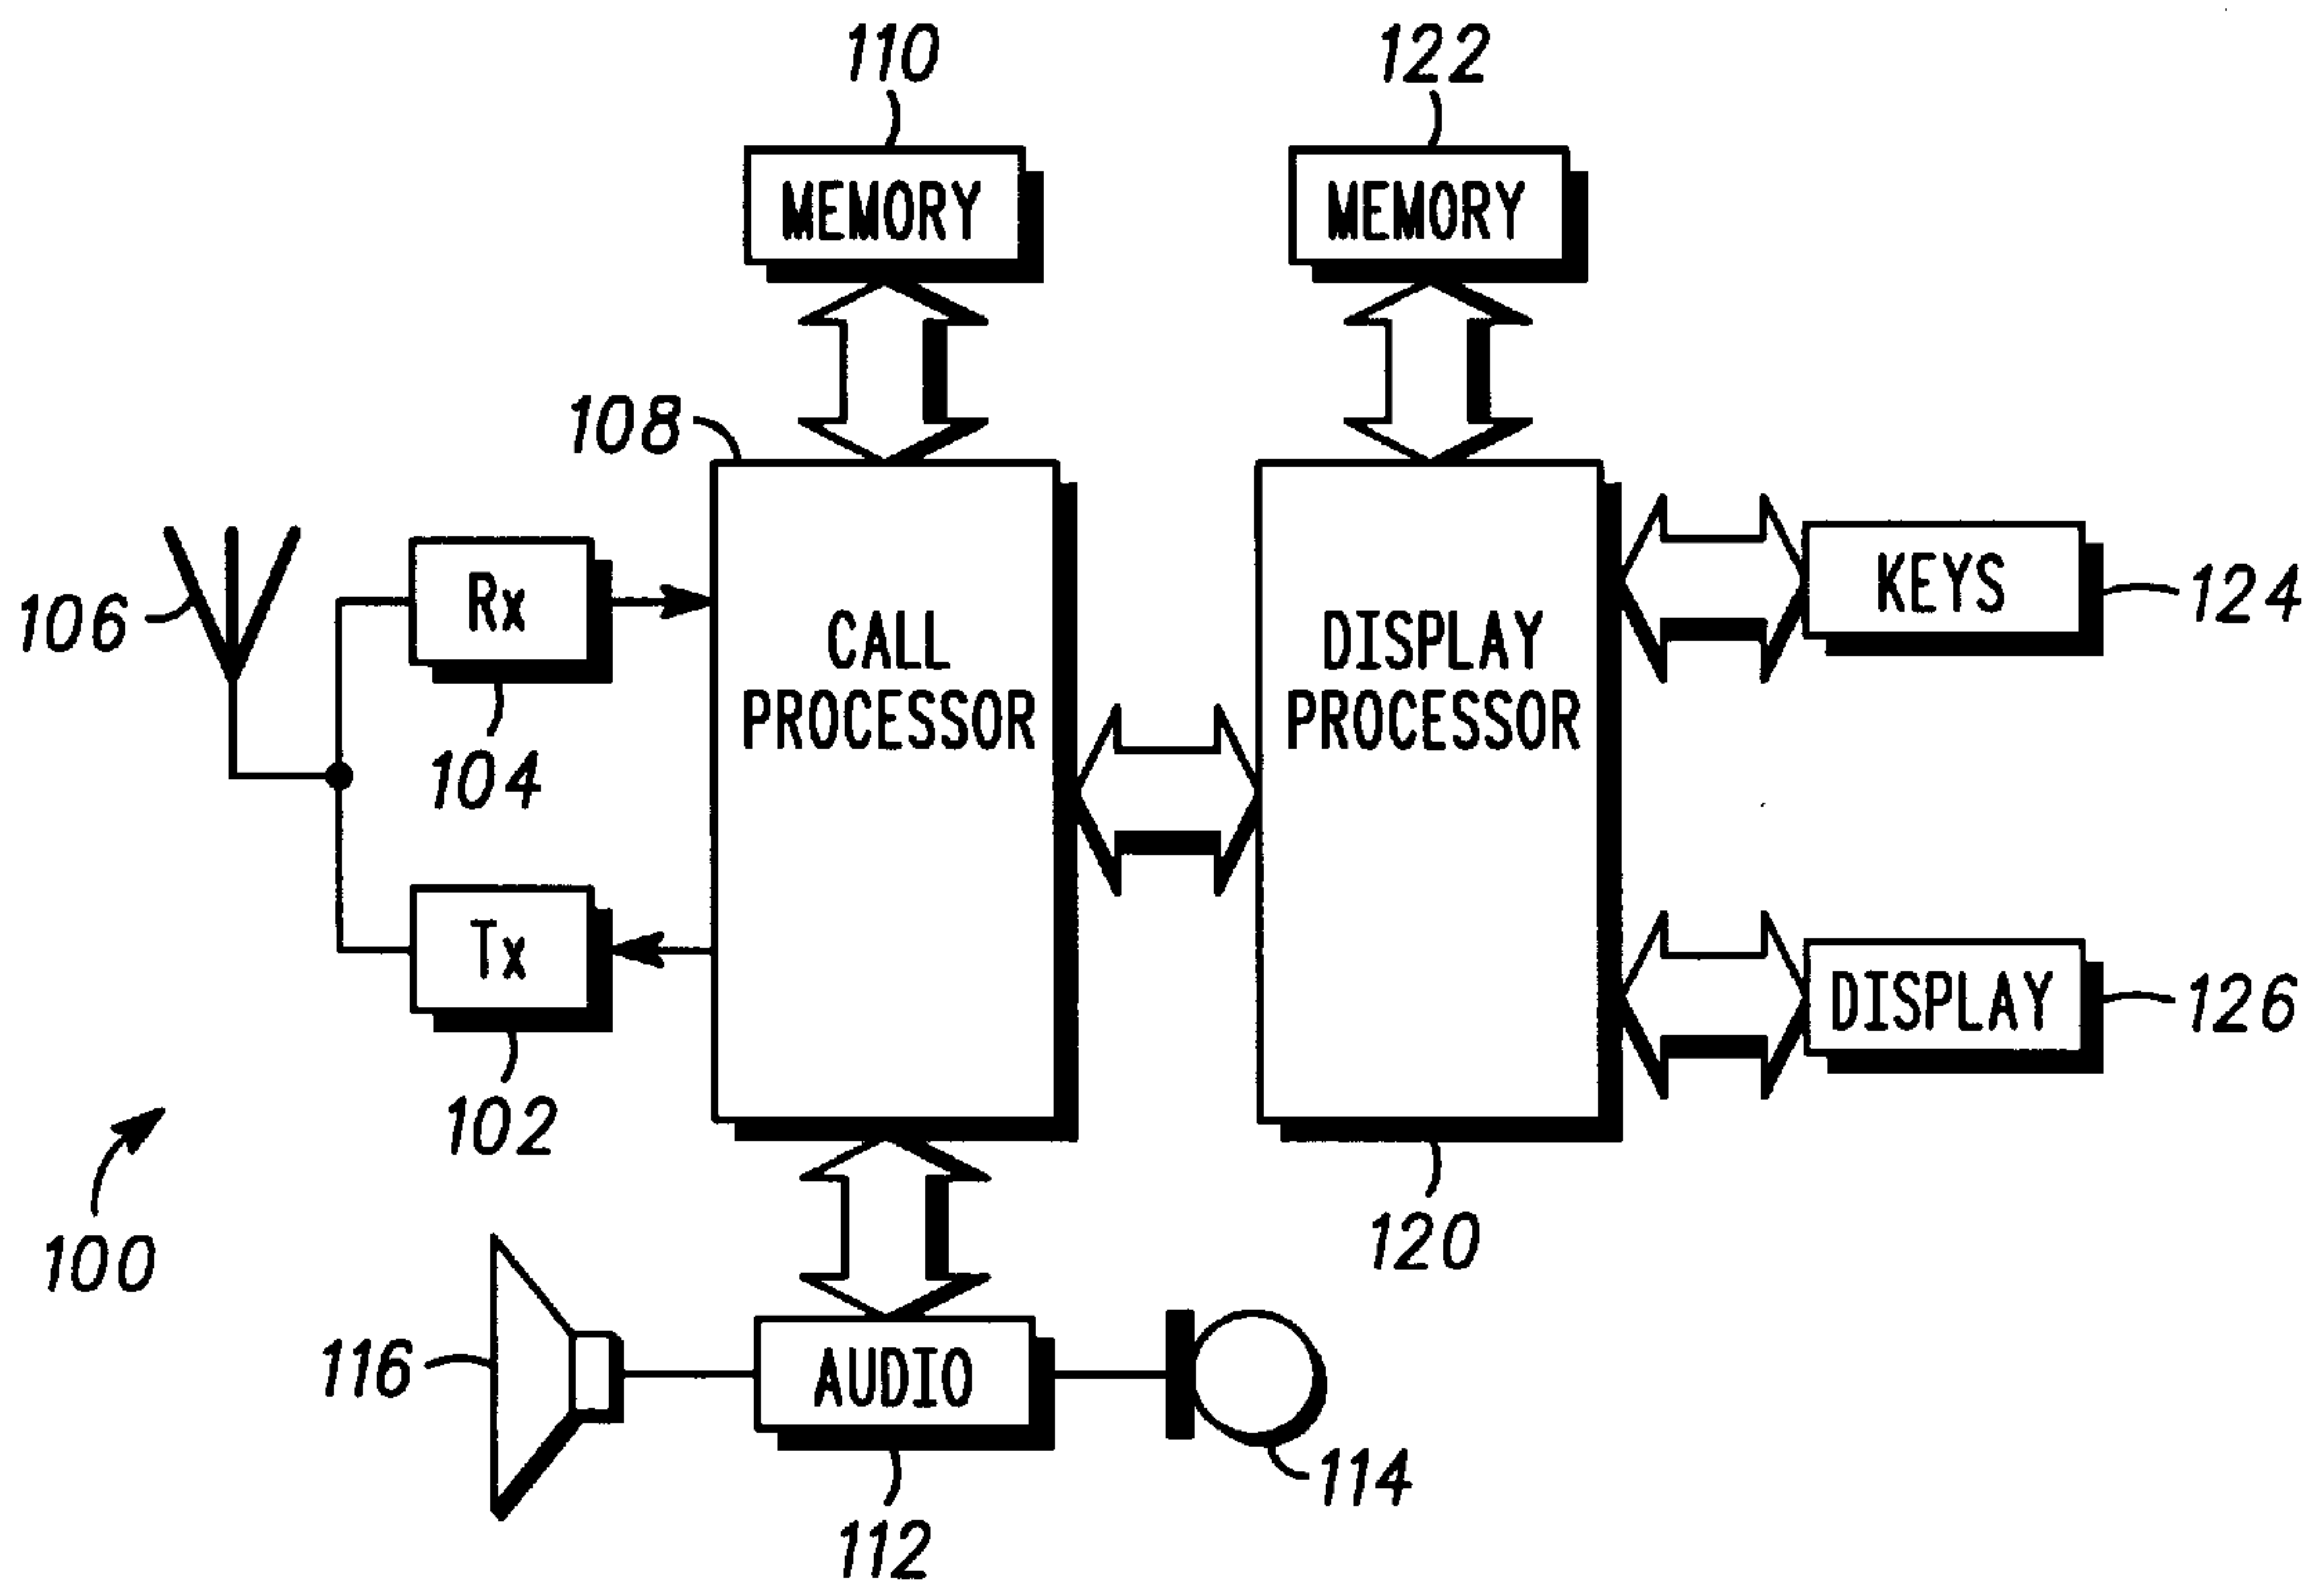 110
122
MEMORY
MEMORY
108
106
Rx
CALL
PROCESSOR
DISPLAY
PROCESSOR
KEYS
124
104
Tx
DISPLAY
126
102
100
120
116
AUDIO
114
112